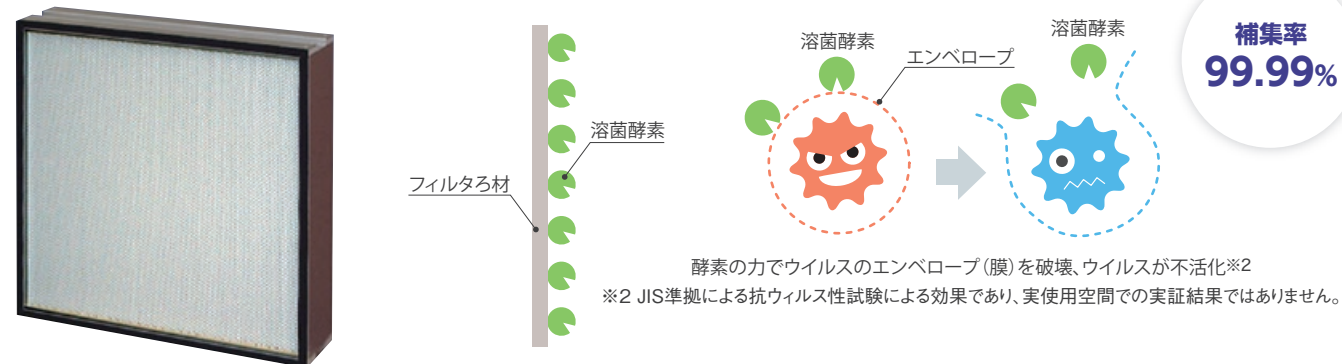 溶菌酵素
溶菌酵素
補集率
99.99%
エンベロープ
溶菌酵素
フィルタろ材
酵素の力でウイルスのエンベロープ（膜）を破壊、ウイルスが不活化※2
※2 JIS準拠による抗ウィルス性試験による効果であり、実使用空間での実証結果ではありません。